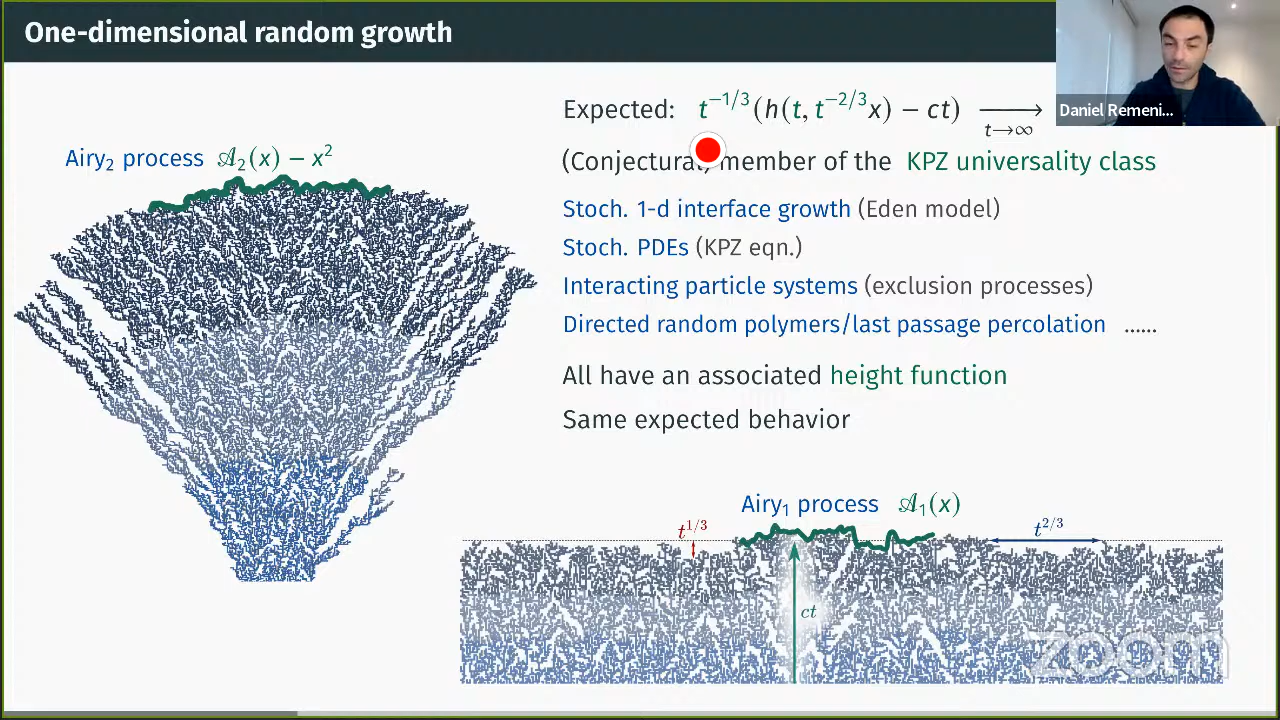 One-dimensional random growth
Daniel Remeni...
Expected: t^{-1/3}(h(t, t^{-2/3}x) − ct) ⟶ t→∞
Airy₂ process 𝒜₂(x) − x²
(Conjectural) member of the KPZ universality class
Stoch. 1-d interface growth (Eden model)
Stoch. PDEs (KPZ eqn.)
Interacting particle systems (exclusion processes)
Directed random polymers/last passage percolation ......
All have an associated height function
Same expected behavior
Airy₁ process 𝒜₁(x)
t^{1/3}
t^{2/3}
ct
zoom